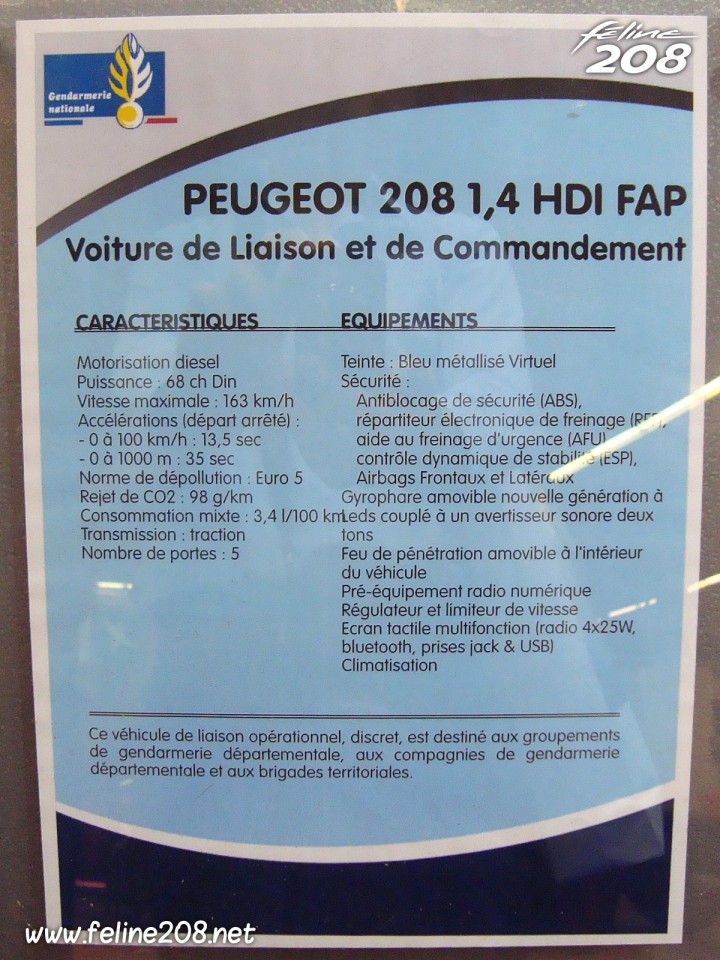 Feline
208
Gendarmerie
nationale
PEUGEOT 208 1,4 HDI FAP
Voiture de Liaison et de Commandement
CARACTERISTIQUES
Motorisation diesel
Puissance : 68 ch Din
Vitesse maximale : 163 km/h
Accélérations (départ arrêté) :
- 0 à 100 km/h : 13,5 sec
- 0 à 1000 m : 35 sec
Norme de dépollution : Euro 5
Rejet de CO2 : 98 g/km
Consommation mixte : 3,4 l/100 km
Transmission : traction
Nombre de portes : 5
EQUIPEMENTS
Teinte : Bleu métallisé Virtuel
Sécurité :
Antiblocage de sécurité (ABS),
répartiteur électronique de freinage
aide au freinage d'urgence (AFU)
contrôle dynamique de stabilité (ESP),
Airbags Frontaux et Latéraux
Gyrophare amovible nouvelle génération à
Leds couplé à un avertisseur sonore deux
tons
Feu de pénétration amovible à l'intérieur
du véhicule
Pré-équipement radio numérique
Régulateur et limiteur de vitesse
Ecran tactile multifonction (radio 4x25W,
bluetooth, prises jack & USB)
Climatisation
Ce véhicule de liaison opérationnel, discret, est destiné aux groupements
de gendarmerie départementale, aux compagnies de gendarmerie
départementale et aux brigades territoriales.
www.feline208.net